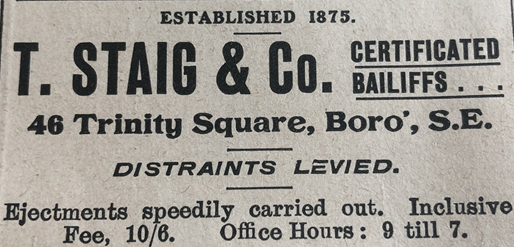 ESTABLISHED 1875.
T. STAIG & Co. CERTIFICATED
BAILIFFS . . .
46 Trinity Square, Boro', S.E.
DISTRAINTS LEVIED.
Ejectments speedily carried out. Inclusive
Fee, 10/6. Office Hours: 9 till 7.